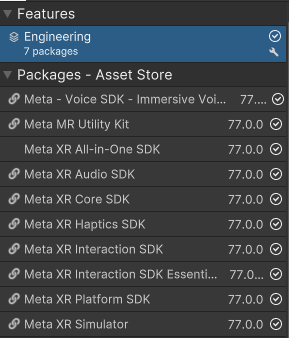 Features
Engineering
7 packages
Packages - Asset Store
Meta - Voice SDK - Immersive Voi... 77....
Meta MR Utility Kit 77.0.0
Meta XR All-in-One SDK 77.0.0
Meta XR Audio SDK 77.0.0
Meta XR Core SDK 77.0.0
Meta XR Haptics SDK 77.0.0
Meta XR Interaction SDK 77.0.0
Meta XR Interaction SDK Essenti... 77.0...
Meta XR Platform SDK 77.0.0
Meta XR Simulator 77.0.0